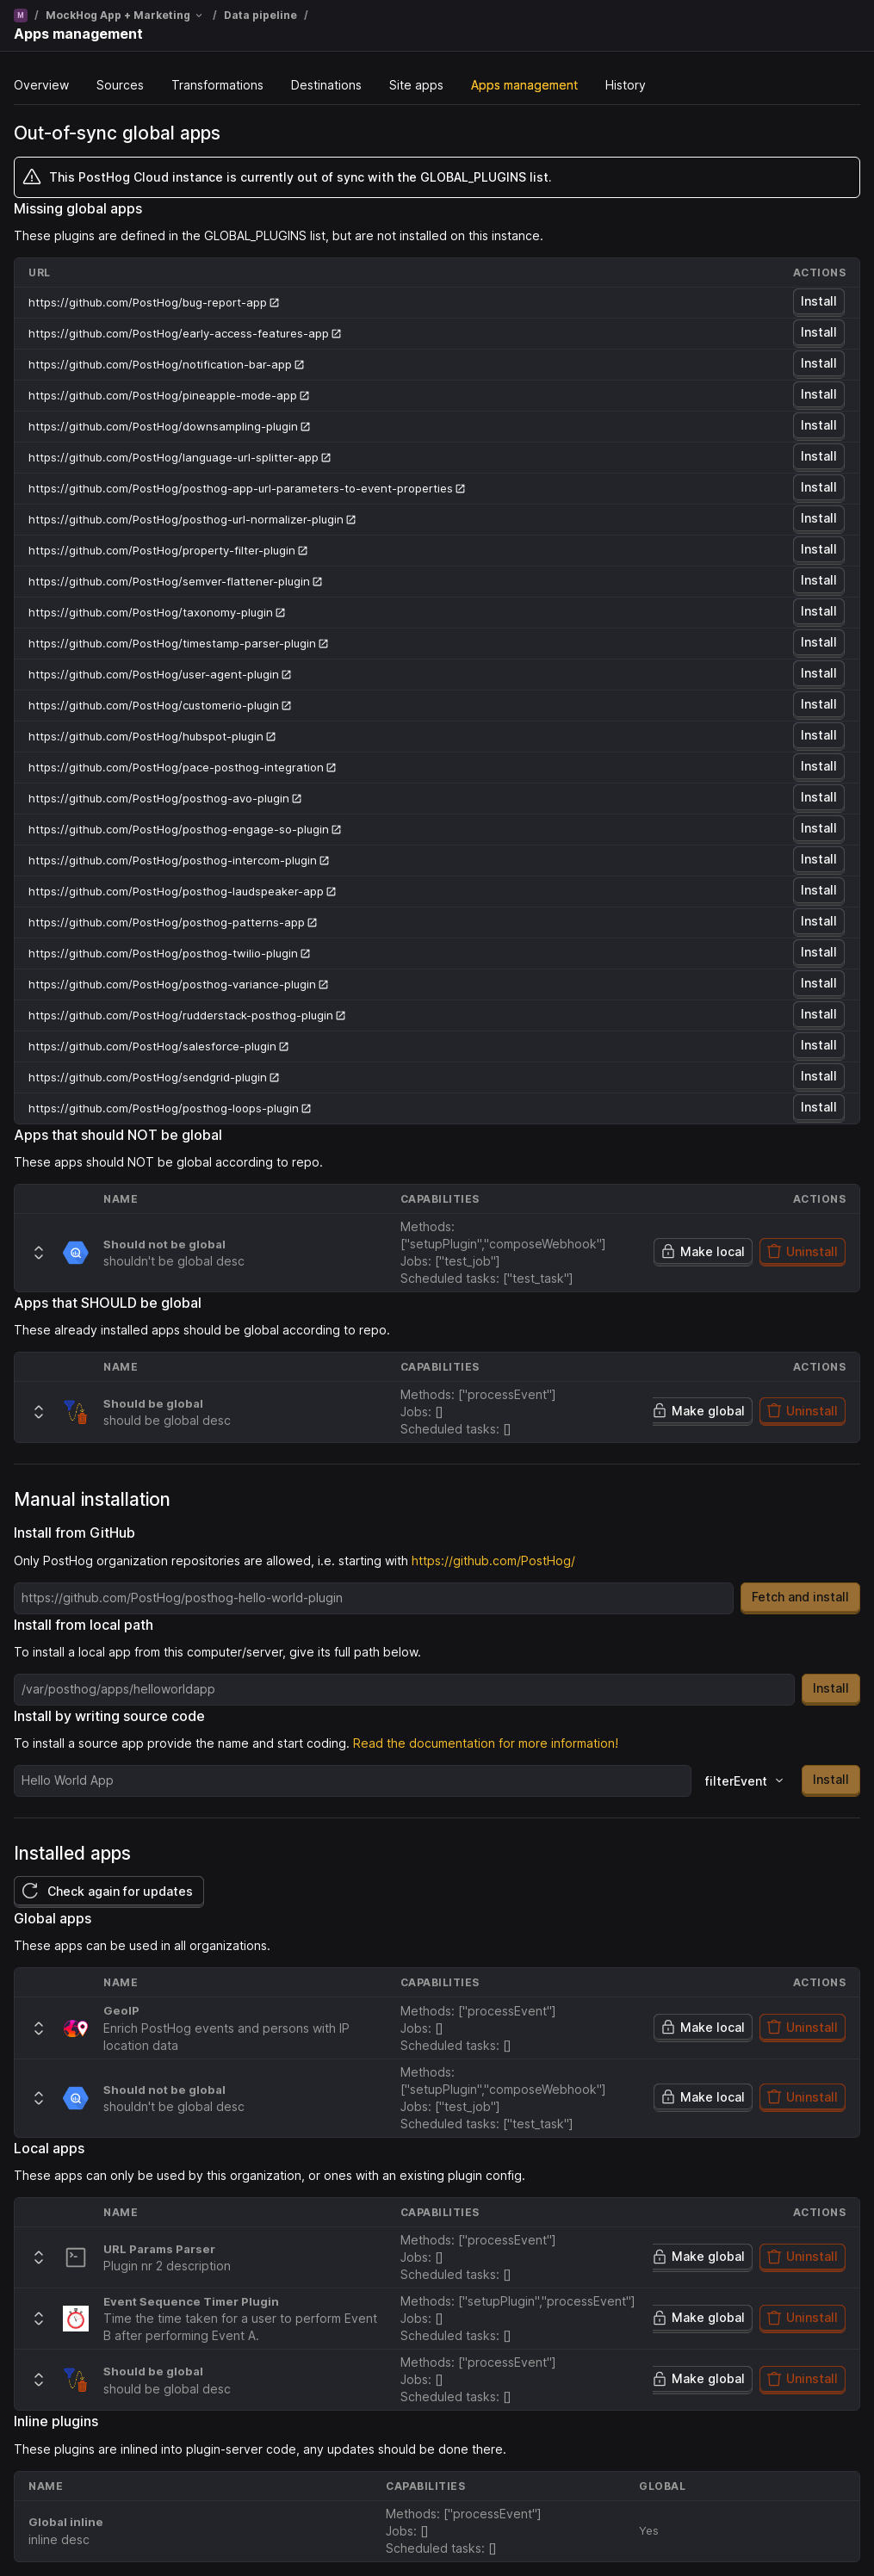 M / MockHog App + Marketing / Data pipeline /
Apps management
Overview Sources Transformations Destinations Site apps Apps management History
Out-of-sync global apps
This PostHog Cloud instance is currently out of sync with the GLOBAL_PLUGINS list.
Missing global apps
These plugins are defined in the GLOBAL_PLUGINS list, but are not installed on this instance.
URL ACTIONS
https://github.com/PostHog/bug-report-app Install
https://github.com/PostHog/early-access-features-app Install
https://github.com/PostHog/notification-bar-app Install
https://github.com/PostHog/pineapple-mode-app Install
https://github.com/PostHog/downsampling-plugin Install
https://github.com/PostHog/language-url-splitter-app Install
https://github.com/PostHog/posthog-app-url-parameters-to-event-properties Install
https://github.com/PostHog/posthog-url-normalizer-plugin Install
https://github.com/PostHog/property-filter-plugin Install
https://github.com/PostHog/semver-flattener-plugin Install
https://github.com/PostHog/taxonomy-plugin Install
https://github.com/PostHog/timestamp-parser-plugin Install
https://github.com/PostHog/user-agent-plugin Install
https://github.com/PostHog/customerio-plugin Install
https://github.com/PostHog/hubspot-plugin Install
https://github.com/PostHog/pace-posthog-integration Install
https://github.com/PostHog/posthog-avo-plugin Install
https://github.com/PostHog/posthog-engage-so-plugin Install
https://github.com/PostHog/posthog-intercom-plugin Install
https://github.com/PostHog/posthog-laudspeaker-app Install
https://github.com/PostHog/posthog-patterns-app Install
https://github.com/PostHog/posthog-twilio-plugin Install
https://github.com/PostHog/posthog-variance-plugin Install
https://github.com/PostHog/rudderstack-posthog-plugin Install
https://github.com/PostHog/salesforce-plugin Install
https://github.com/PostHog/sendgrid-plugin Install
https://github.com/PostHog/posthog-loops-plugin Install
Apps that should NOT be global
These apps should NOT be global according to repo.
NAME CAPABILITIES ACTIONS
Should not be global
shouldn't be global desc
Methods:
["setupPlugin","composeWebhook"]
Jobs: ["test_job"]
Scheduled tasks: ["test_task"]
Make local Uninstall
Apps that SHOULD be global
These already installed apps should be global according to repo.
NAME CAPABILITIES ACTIONS
Should be global
should be global desc
Methods: ["processEvent"]
Jobs: []
Scheduled tasks: []
Make global Uninstall
Manual installation
Install from GitHub
Only PostHog organization repositories are allowed, i.e. starting with https://github.com/PostHog/
https://github.com/PostHog/posthog-hello-world-plugin Fetch and install
Install from local path
To install a local app from this computer/server, give its full path below.
/var/posthog/apps/helloworldapp Install
Install by writing source code
To install a source app provide the name and start coding. Read the documentation for more information!
Hello World App filterEvent Install
Installed apps
Check again for updates
Global apps
These apps can be used in all organizations.
NAME CAPABILITIES ACTIONS
GeoIP
Enrich PostHog events and persons with IP
location data
Methods: ["processEvent"]
Jobs: []
Scheduled tasks: []
Make local Uninstall
Should not be global
shouldn't be global desc
Methods:
["setupPlugin","composeWebhook"]
Jobs: ["test_job"]
Scheduled tasks: ["test_task"]
Make local Uninstall
Local apps
These apps can only be used by this organization, or ones with an existing plugin config.
NAME CAPABILITIES ACTIONS
URL Params Parser
Plugin nr 2 description
Methods: ["processEvent"]
Jobs: []
Scheduled tasks: []
Make global Uninstall
Event Sequence Timer Plugin
Time the time taken for a user to perform Event
B after performing Event A.
Methods: ["setupPlugin","processEvent"]
Jobs: []
Scheduled tasks: []
Make global Uninstall
Should be global
should be global desc
Methods: ["processEvent"]
Jobs: []
Scheduled tasks: []
Make global Uninstall
Inline plugins
These plugins are inlined into plugin-server code, any updates should be done there.
NAME CAPABILITIES GLOBAL
Global inline
inline desc
Methods: ["processEvent"]
Jobs: []
Scheduled tasks: []
Yes